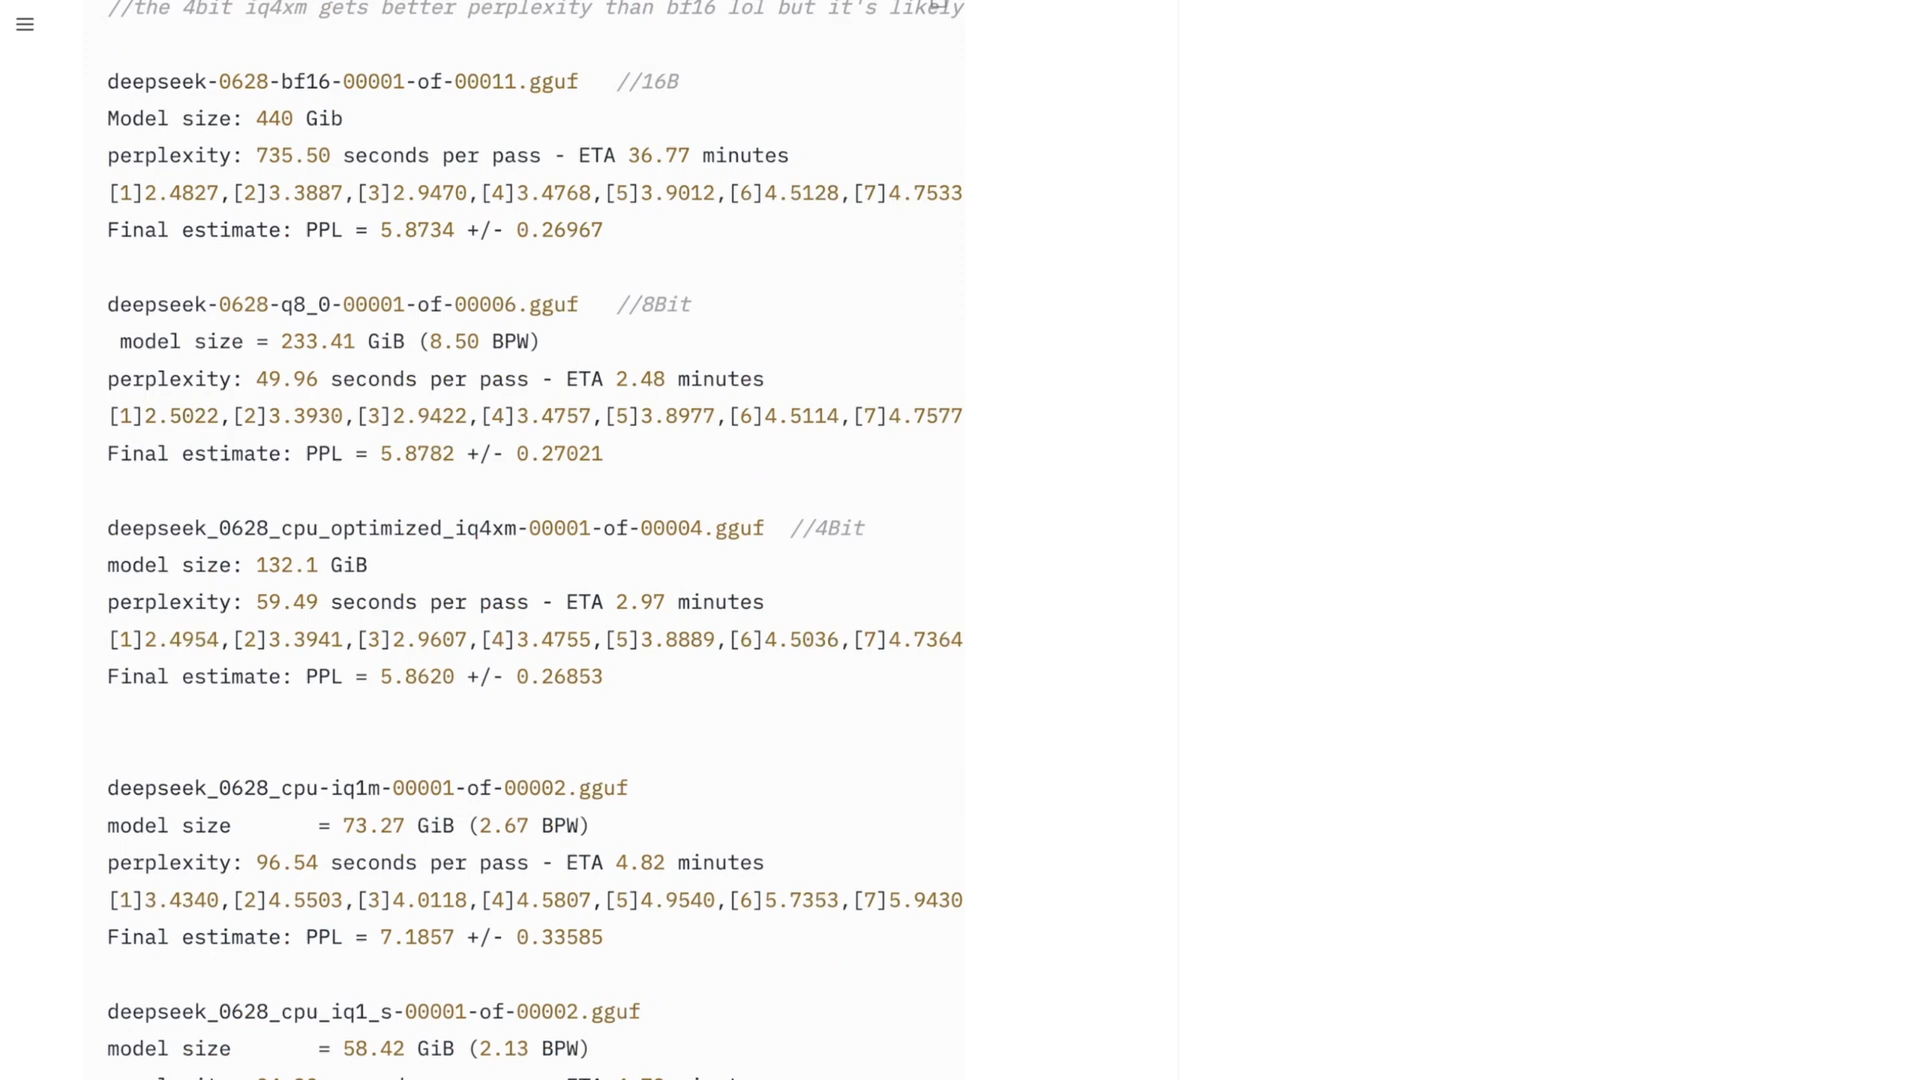 //the 4bit iq4xm gets better perplexity than bf16 lol but it's likely
deepseek-0628-bf16-00001-of-00011.gguf   //16B
Model size: 440 Gib
perplexity: 735.50 seconds per pass - ETA 36.77 minutes
[1]2.4827,[2]3.3887,[3]2.9470,[4]3.4768,[5]3.9012,[6]4.5128,[7]4.7533
Final estimate: PPL = 5.8734 +/- 0.26967
deepseek-0628-q8_0-00001-of-00006.gguf   //8Bit
 model size = 233.41 GiB (8.50 BPW)
perplexity: 49.96 seconds per pass - ETA 2.48 minutes
[1]2.5022,[2]3.3930,[3]2.9422,[4]3.4757,[5]3.8977,[6]4.5114,[7]4.7577
Final estimate: PPL = 5.8782 +/- 0.27021
deepseek_0628_cpu_optimized_iq4xm-00001-of-00004.gguf  //4Bit
model size: 132.1 GiB
perplexity: 59.49 seconds per pass - ETA 2.97 minutes
[1]2.4954,[2]3.3941,[3]2.9607,[4]3.4755,[5]3.8889,[6]4.5036,[7]4.7364
Final estimate: PPL = 5.8620 +/- 0.26853
deepseek_0628_cpu-iq1m-00001-of-00002.gguf
model size       = 73.27 GiB (2.67 BPW)
perplexity: 96.54 seconds per pass - ETA 4.82 minutes
[1]3.4340,[2]4.5503,[3]4.0118,[4]4.5807,[5]4.9540,[6]5.7353,[7]5.9430
Final estimate: PPL = 7.1857 +/- 0.33585
deepseek_0628_cpu_iq1_s-00001-of-00002.gguf
model size       = 58.42 GiB (2.13 BPW)